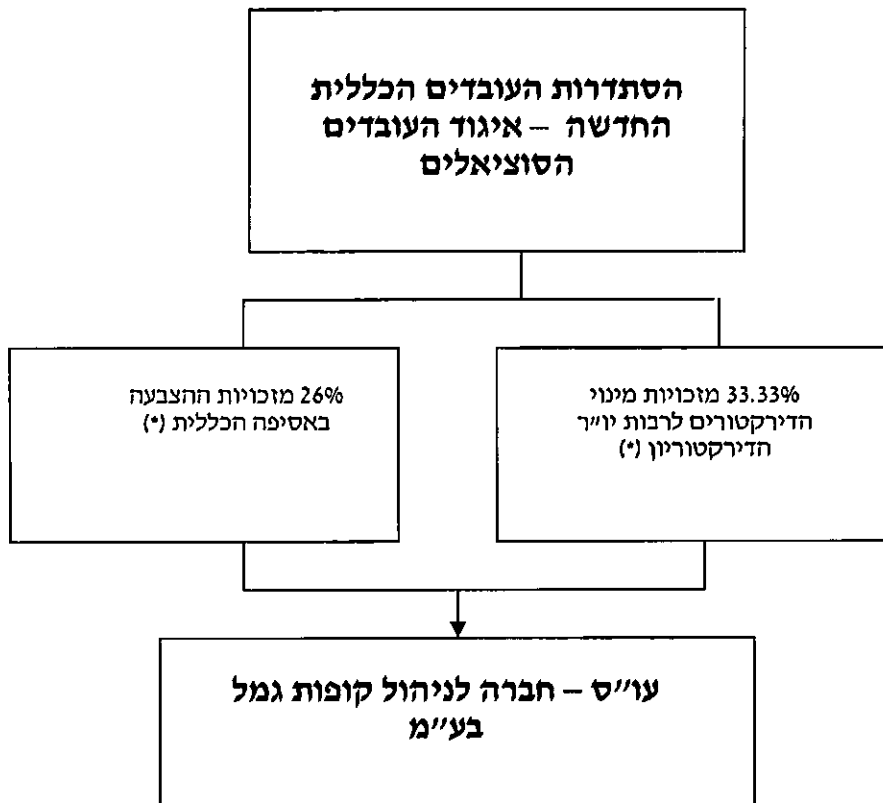 הסתדרות העובדים הכללית
החדשה – איגוד העובדים
הסוציאלים
33.33% מזכויות מינוי
הדירקטורים לרבות יו״ר
הדירקטוריון (*)
26% מזכויות ההצבעה
באסיפה הכללית (*)
עו״ס – חברה לניהול קופות גמל
בע״מ